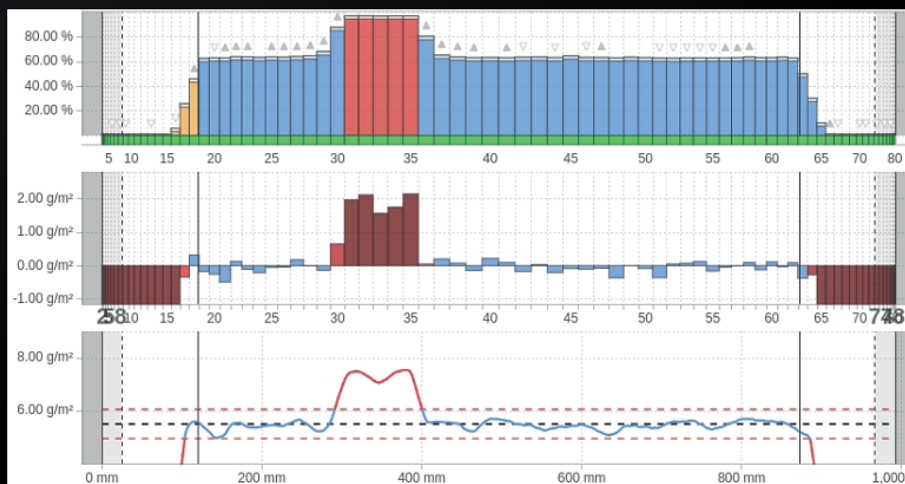 80.00 %
60.00 %
40.00 %
20.00 %
5 10 15 20 25 30 35 40 45 50 55 60 65 70 80
2.00 g/m²
1.00 g/m²
0.00 g/m²
-1.00 g/m²
10 15 20 25 30 35 40 45 50 55 60 65 70
8.00 g/m²
6.00 g/m²
0 mm 200 mm 400 mm 600 mm 800 mm 1,000